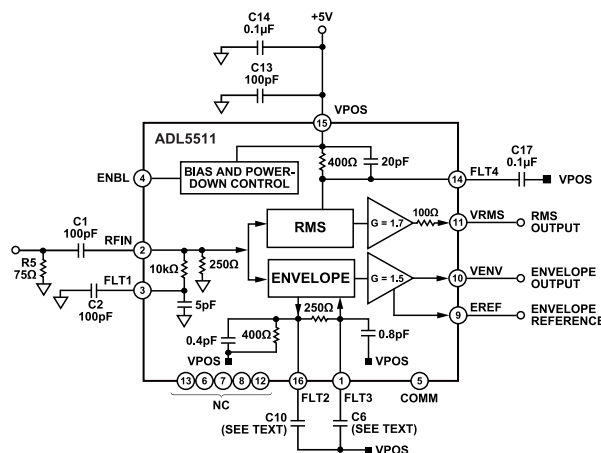 C14
0.1µF
+5V
C13
100pF
VPOS
15
ADL5511
400Ω
20pF
C17
0.1µF
ENBL
4
BIAS AND POWER-
DOWN CONTROL
14
FLT4
VPOS
C1
100pF
RFIN
2
RMS
G = 1.7
100Ω
11
VRMS
RMS
OUTPUT
R5
75Ω
10kΩ
250Ω
FLT1
3
ENVELOPE
G = 1.5
10
VENV
ENVELOPE
OUTPUT
C2
100pF
5pF
250Ω
9
EREF
ENVELOPE
REFERENCE
0.4pF
400Ω
0.8pF
VPOS
VPOS
13
6
7
8
12
16
1
5
NC
FLT2
FLT3
COMM
C10
(SEE TEXT)
C6
(SEE TEXT)
VPOS